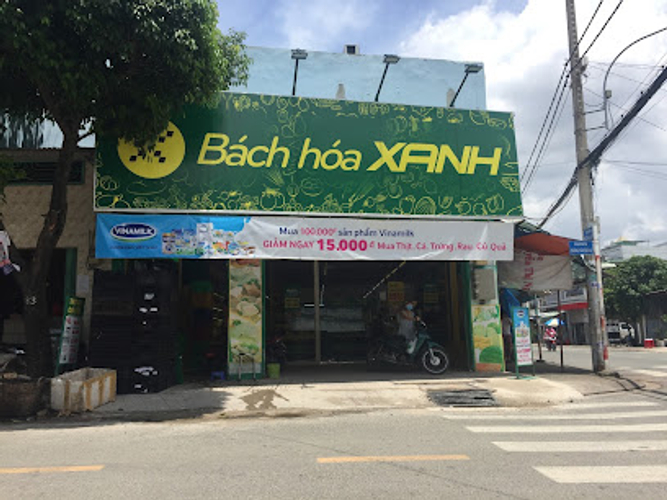 Bách hóa XANH
VINAMILK
Mua 100.000đ sản phẩm Vinamilk
GIẢM NGAY 15.000đ Mua Thịt, Cá, Trứng, Rau, Củ Quả